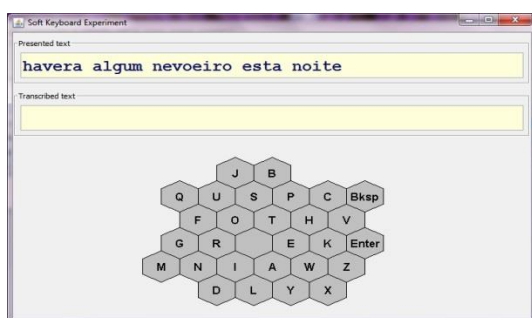 Soft Keyboard Experiment
Presented text
havera algum nevoeiro esta noite
Transcribed text
J B
Q U S P C Bksp
F O T H V
G R E K Enter
M N I A W Z
D L Y X